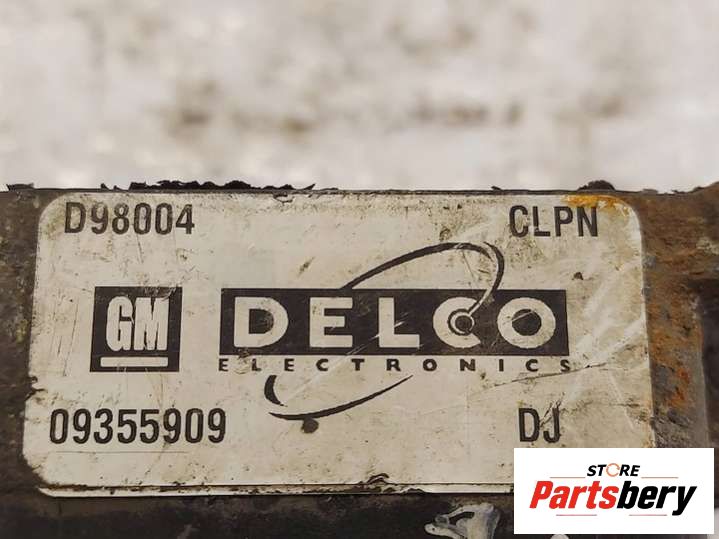 D98004 CLPN
GM DELCO
ELECTRONICS
09355909 DJ
STORE
Partsbery